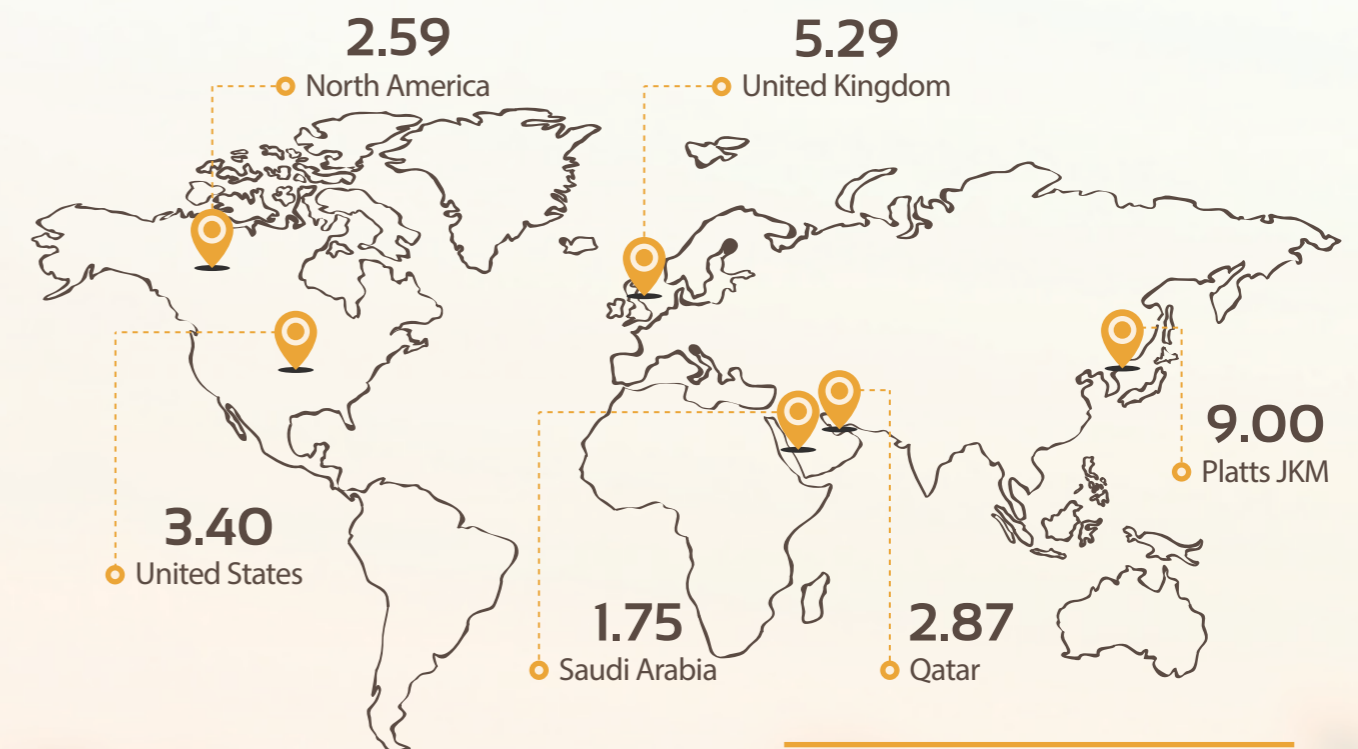 2.59
North America
5.29
United Kingdom
9.00
Platts JKM
3.40
United States
1.75
Saudi Arabia
2.87
Qatar